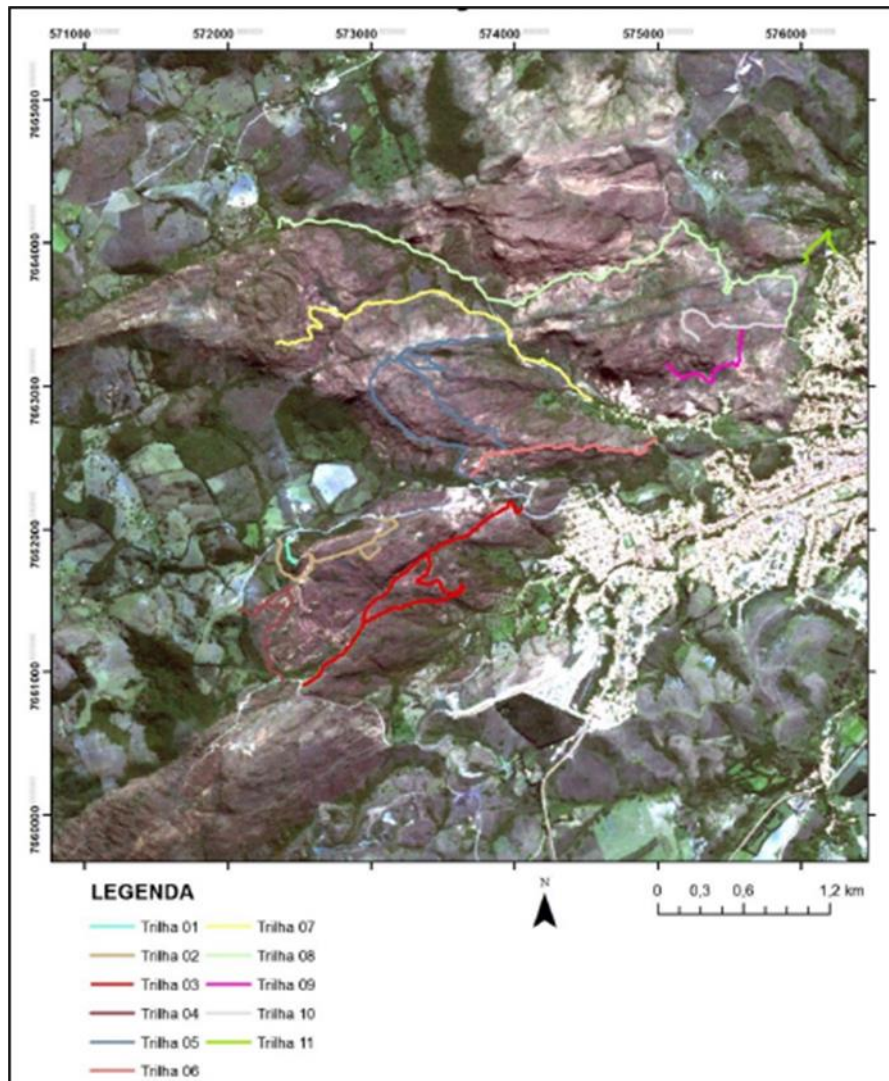 571000 572000 573000 574000 575000 576000
7665000
7664000
7663000
7662000
7661000
7660000
LEGENDA
Trilha 01 Trilha 07
Trilha 02 Trilha 08
Trilha 03 Trilha 09
Trilha 04 Trilha 10
Trilha 05 Trilha 11
Trilha 06
N
0 0,3 0,6 1,2 km